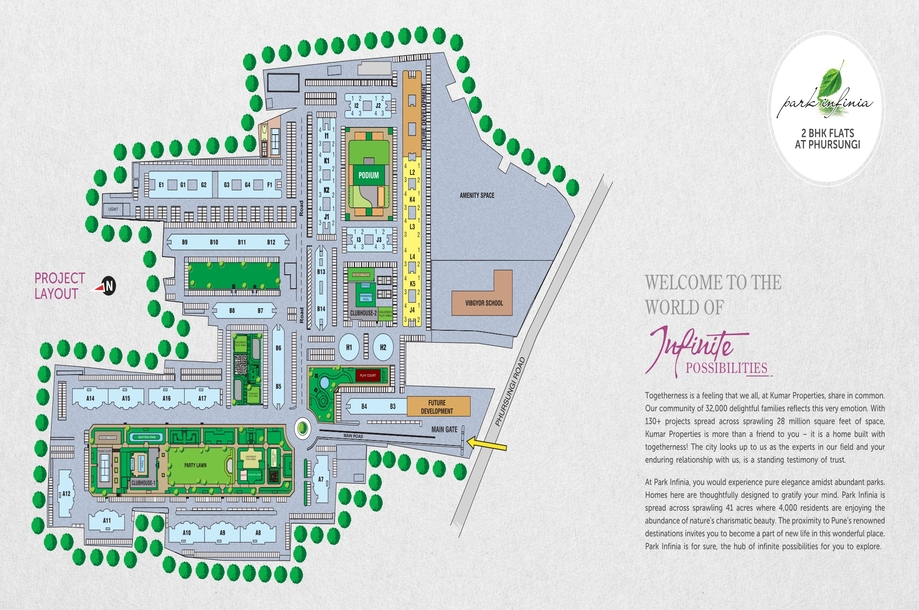 park infinia
2 BHK FLATS
AT PHURSUNGI
PROJECT
LAYOUT
N
I2
J2
FUTURE DEVELOPMENT
I1
K1
K2
J1
PODIUM
L2
K4
L3
L4
K5
J4
AMENITY SPACE
E1 G1 G2 G3 G4 F1
Road
B9 B10 B11 B12
I3 J3
B13
B14
CLUBHOUSE-2
VIBGYOR SCHOOL
B8 B7
Road
B6
B5
H1 H2
PLAY COURT
PHURSUNGI ROAD
B4 B3
FUTURE
DEVELOPMENT
A14 A15 A16 A17
MAIN GATE
MAIN ROAD
PARTY LAWN
CLUBHOUSE-1
A7
A12
A11
A10 A9 A8
WELCOME TO THE
WORLD OF
Infinite
POSSIBILITIES
Togetherness is a feeling that we all, at Kumar Properties, share in common.
Our community of 32,000 delightful families reflects this very emotion. With
130+ projects spread across sprawling 28 million square feet of space,
Kumar Properties is more than a friend to you – it is a home built with
togetherness! The city looks up to us as the experts in our field and your
enduring relationship with us, is a standing testimony of trust.
At Park Infinia, you would experience pure elegance amidst abundant parks.
Homes here are thoughtfully designed to gratify your mind. Park Infinia is
spread across sprawling 41 acres where 4,000 residents are enjoying the
abundance of nature's charismatic beauty. The proximity to Pune's renowned
destinations invites you to become a part of new life in this wonderful place.
Park Infinia is for sure, the hub of infinite possibilities for you to explore.